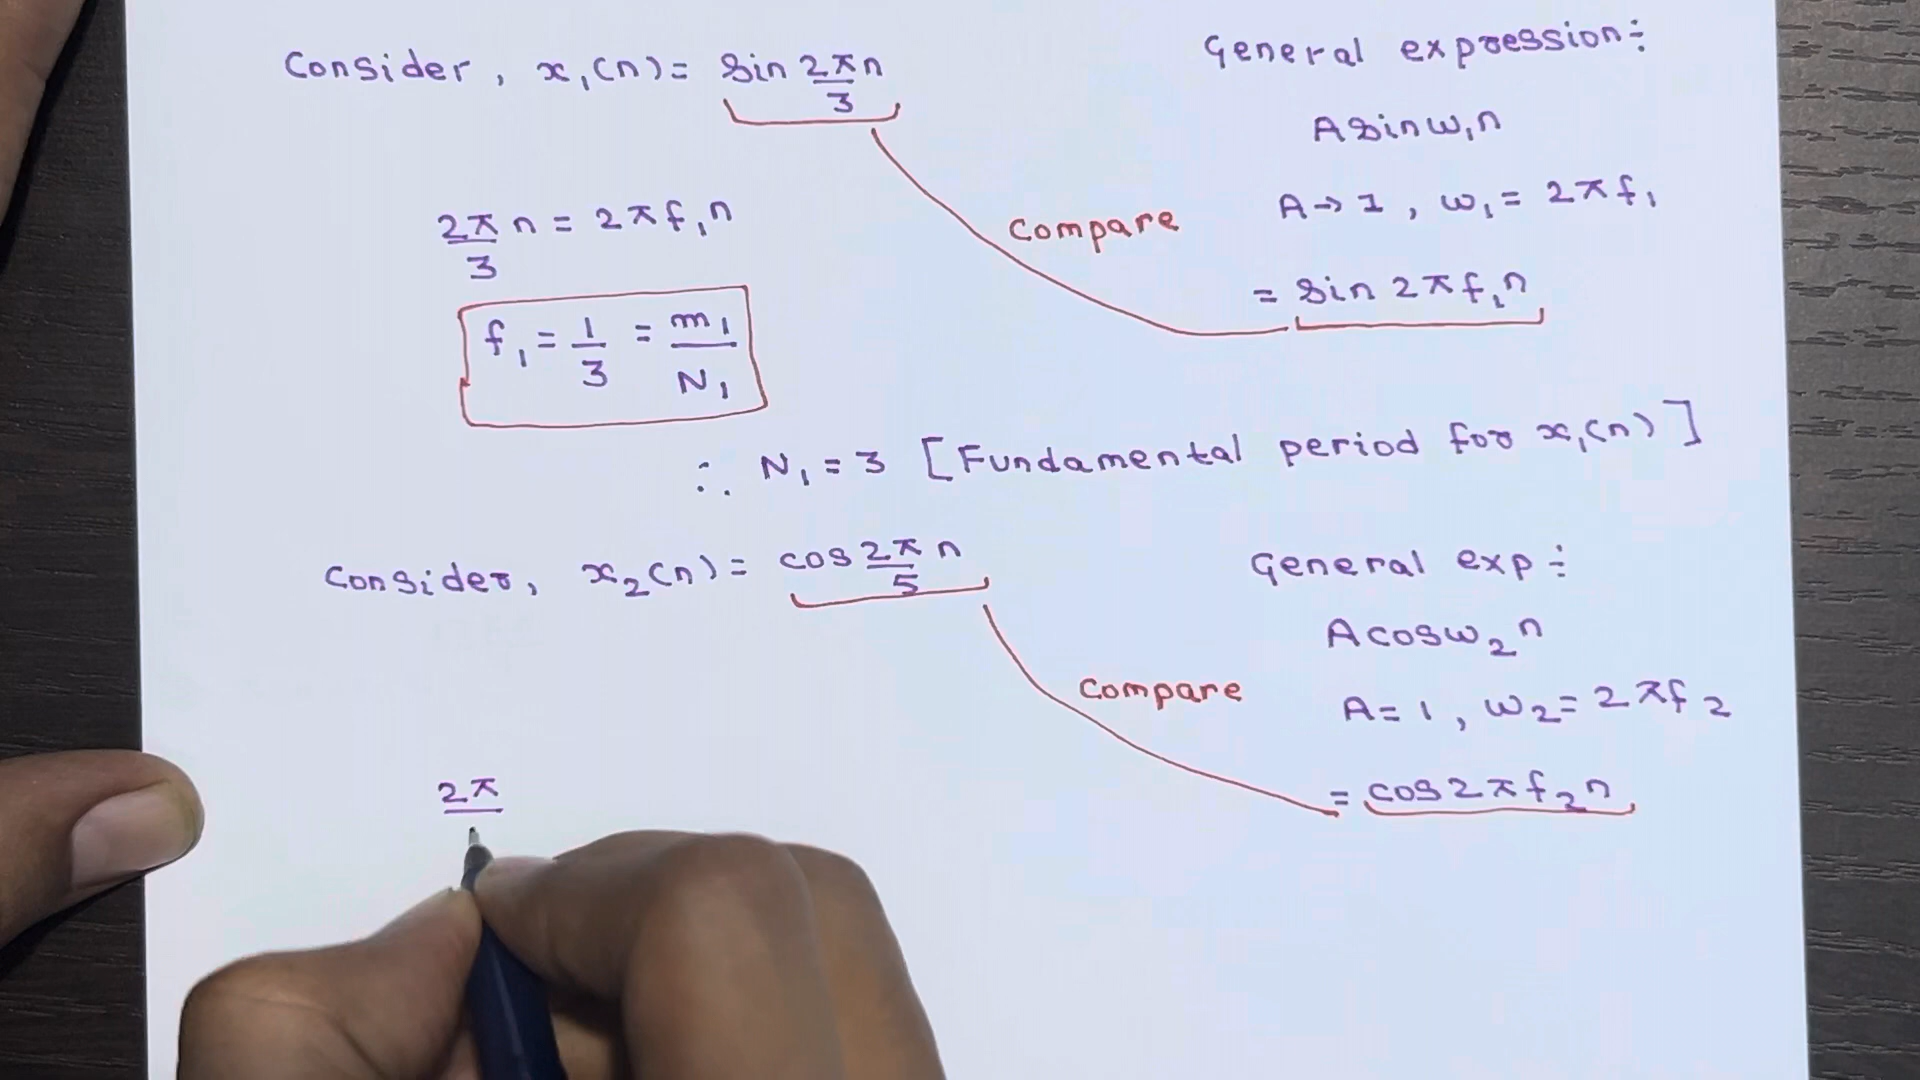 Consider, x₁(n) = sin 2π/3 n
General expression÷
A sin ω₁n
A → 1, ω₁ = 2πf₁
2π/3 n = 2πf₁n
Compare
= sin 2πf₁n
f₁ = 1/3 = m₁/N₁
∴ N₁ = 3 [Fundamental period for x₁(n)]
Consider, x₂(n) = cos 2π/5 n
General exp÷
A cos ω₂n
Compare
A = 1, ω₂ = 2πf₂
= cos 2πf₂n
2π